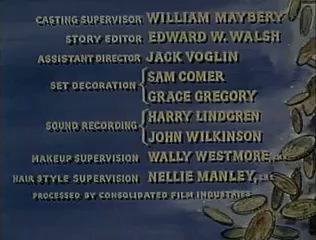 CASTING SUPERVISOR WILLIAM MAYBERY
STORY EDITOR EDWARD W. WALSH
ASSISTANT DIRECTOR JACK VOGLIN
SET DECORATION SAM COMER
GRACE GREGORY
SOUND RECORDING HARRY LINDGREN
JOHN WILKINSON
MAKEUP SUPERVISION WALLY WESTMORE,
HAIR STYLE SUPERVISION NELLIE MANLEY,
PROCESSED BY CONSOLIDATED FILM INDUSTRIES